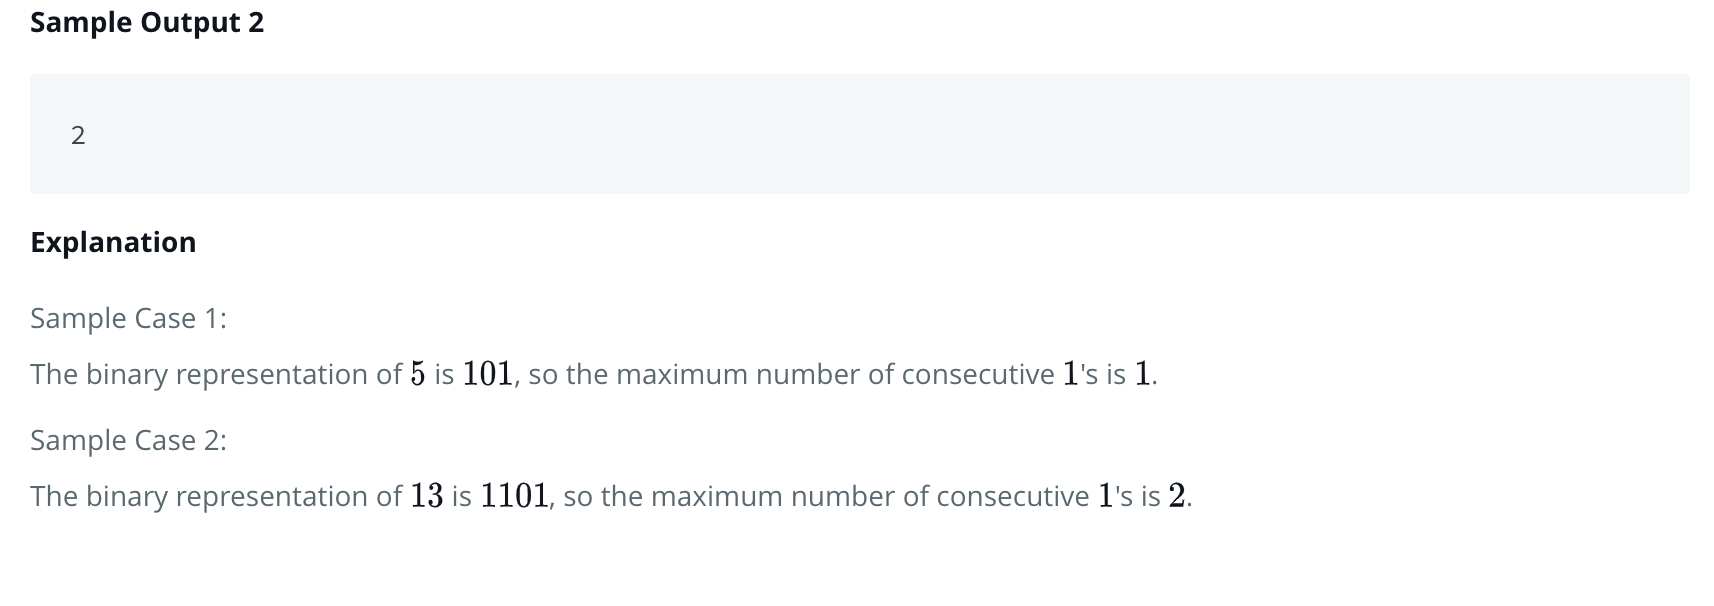 Sample Output 2
2
Explanation
Sample Case 1:
The binary representation of 5 is 101, so the maximum number of consecutive 1's is 1.
Sample Case 2:
The binary representation of 13 is 1101, so the maximum number of consecutive 1's is 2.